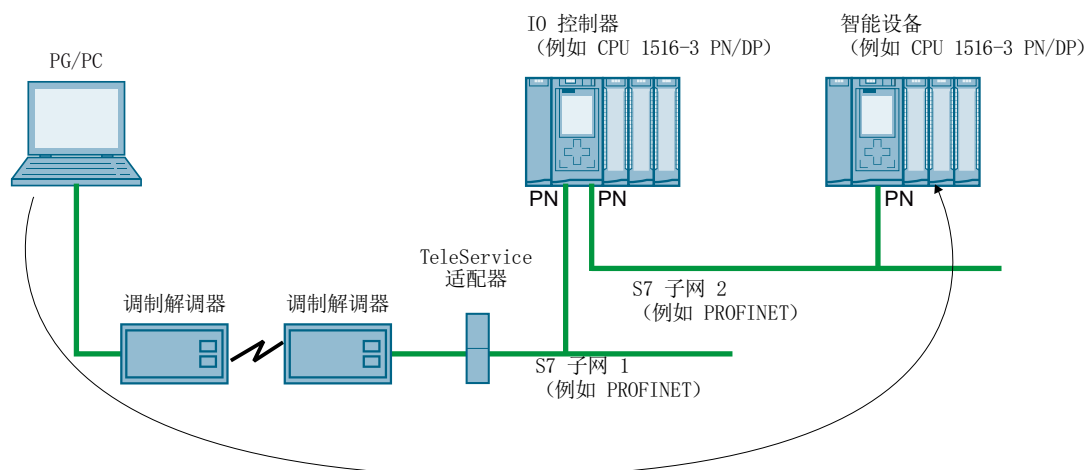 IO 控制器
（例如 CPU 1516-3 PN/DP）
智能设备
（例如 CPU 1516-3 PN/DP）
PG/PC
PN
PN
PN
TeleService
适配器
S7 子网 2
（例如 PROFINET）
调制解调器
调制解调器
S7 子网 1
（例如 PROFINET）